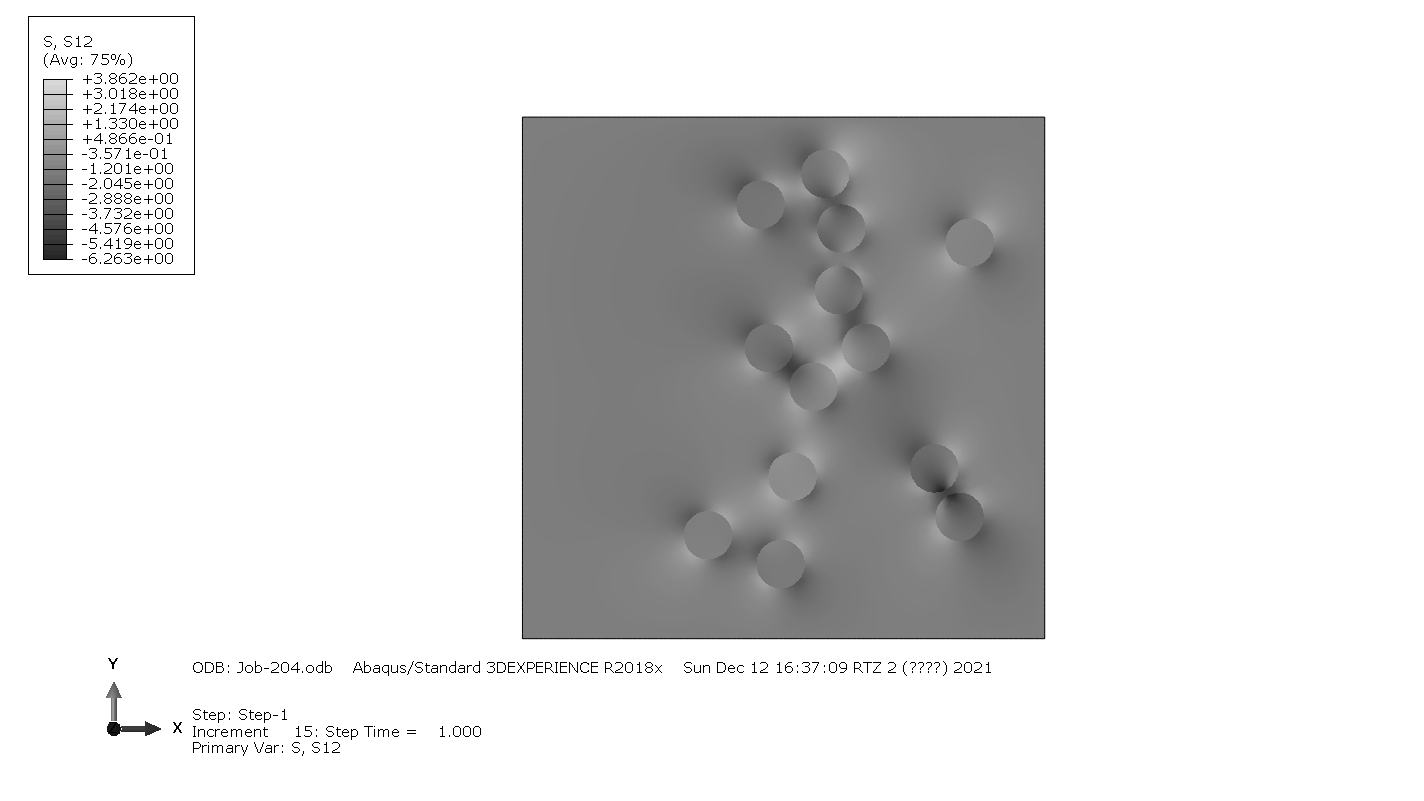 S, S12
(Avg: 75%)
+3.862e+00
+3.018e+00
+2.174e+00
+1.330e+00
+4.866e-01
-3.571e-01
-1.201e+00
-2.045e+00
-2.888e+00
-3.732e+00
-4.576e+00
-5.419e+00
-6.263e+00
Y
X
ODB: Job-204.odb    Abaqus/Standard 3DEXPERIENCE R2018x    Sun Dec 12 16:37:09 RTZ 2 (????) 2021
Step: Step-1
Increment     15: Step Time =    1.000
Primary Var: S, S12